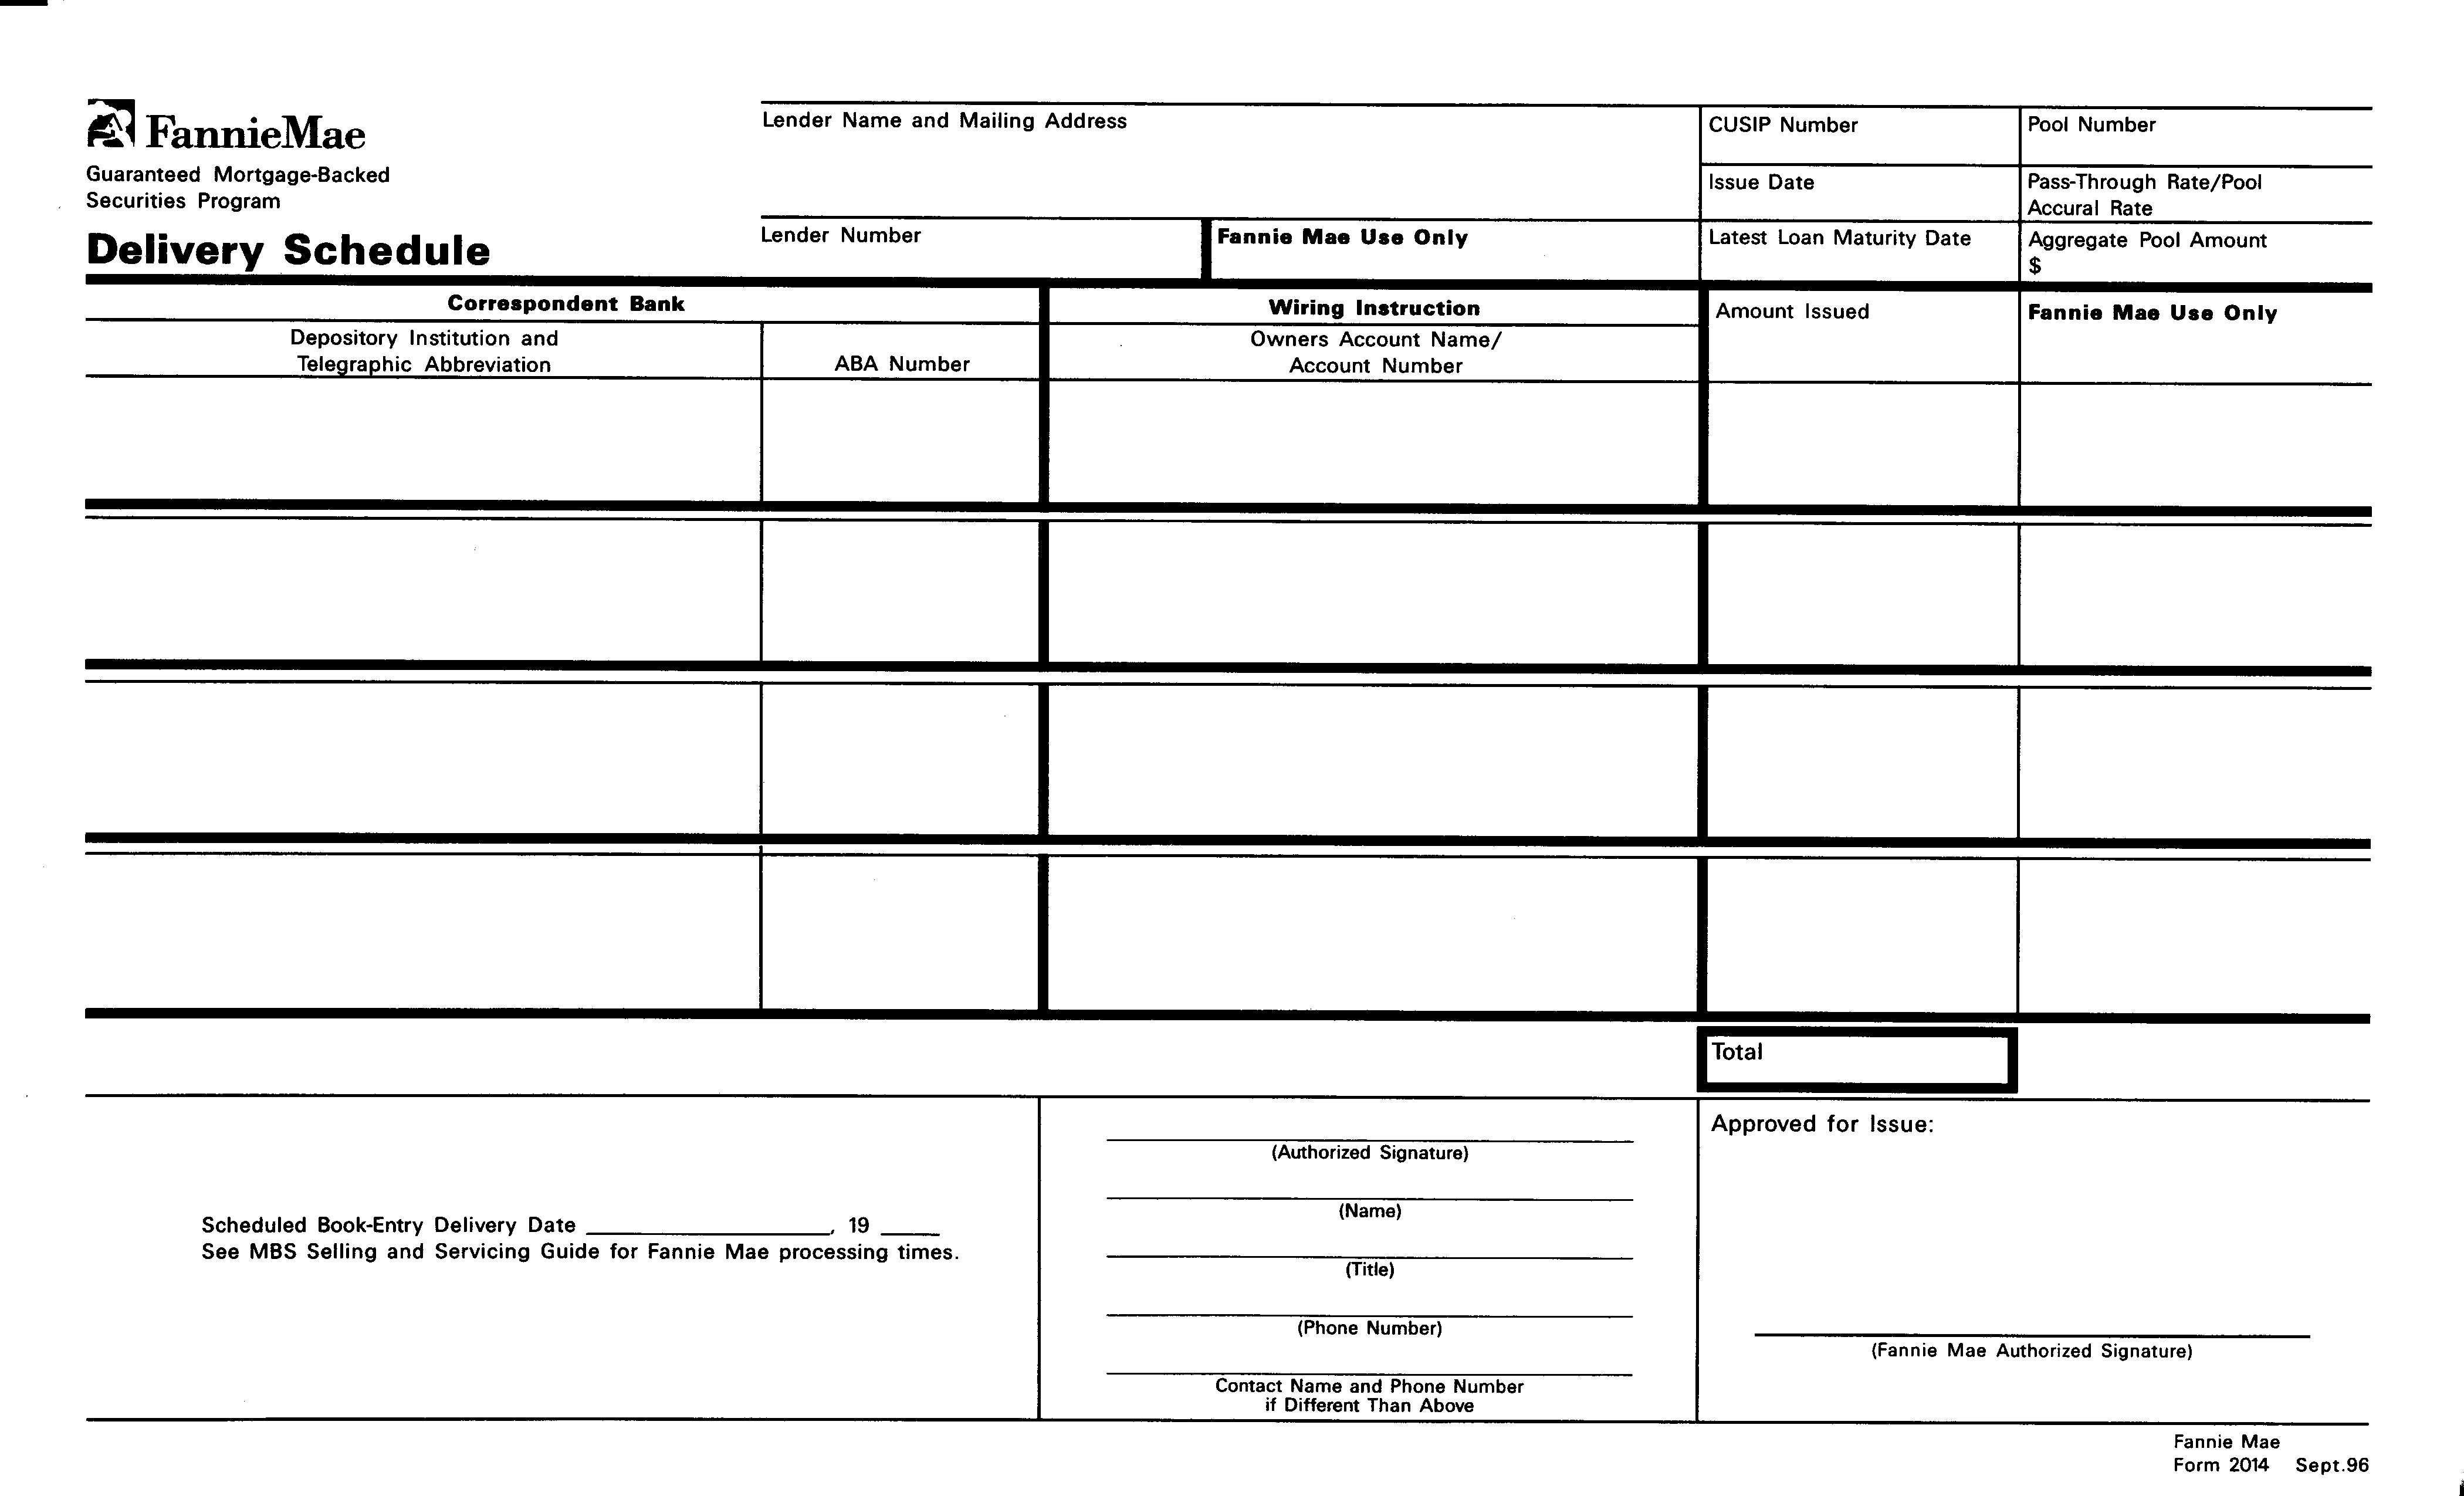 FannieMae
Guaranteed Mortgage-Backed
Securities Program
Delivery Schedule
Lender Name and Mailing Address
Lender Number
Fannie Mae Use Only
CUSIP Number
Pool Number
Issue Date
Pass-Through Rate/Pool
Accural Rate
Latest Loan Maturity Date
Aggregate Pool Amount
$
Correspondent Bank
Wiring Instruction
Amount Issued
Fannie Mae Use Only
Depository Institution and
Telegraphic Abbreviation
ABA Number
Owners Account Name/
Account Number
Total
Scheduled Book-Entry Delivery Date ____________, 19 ____
See MBS Selling and Servicing Guide for Fannie Mae processing times.
(Authorized Signature)
(Name)
(Title)
(Phone Number)
Contact Name and Phone Number
if Different Than Above
Approved for Issue:
(Fannie Mae Authorized Signature)
Fannie Mae
Form 2014 Sept.96